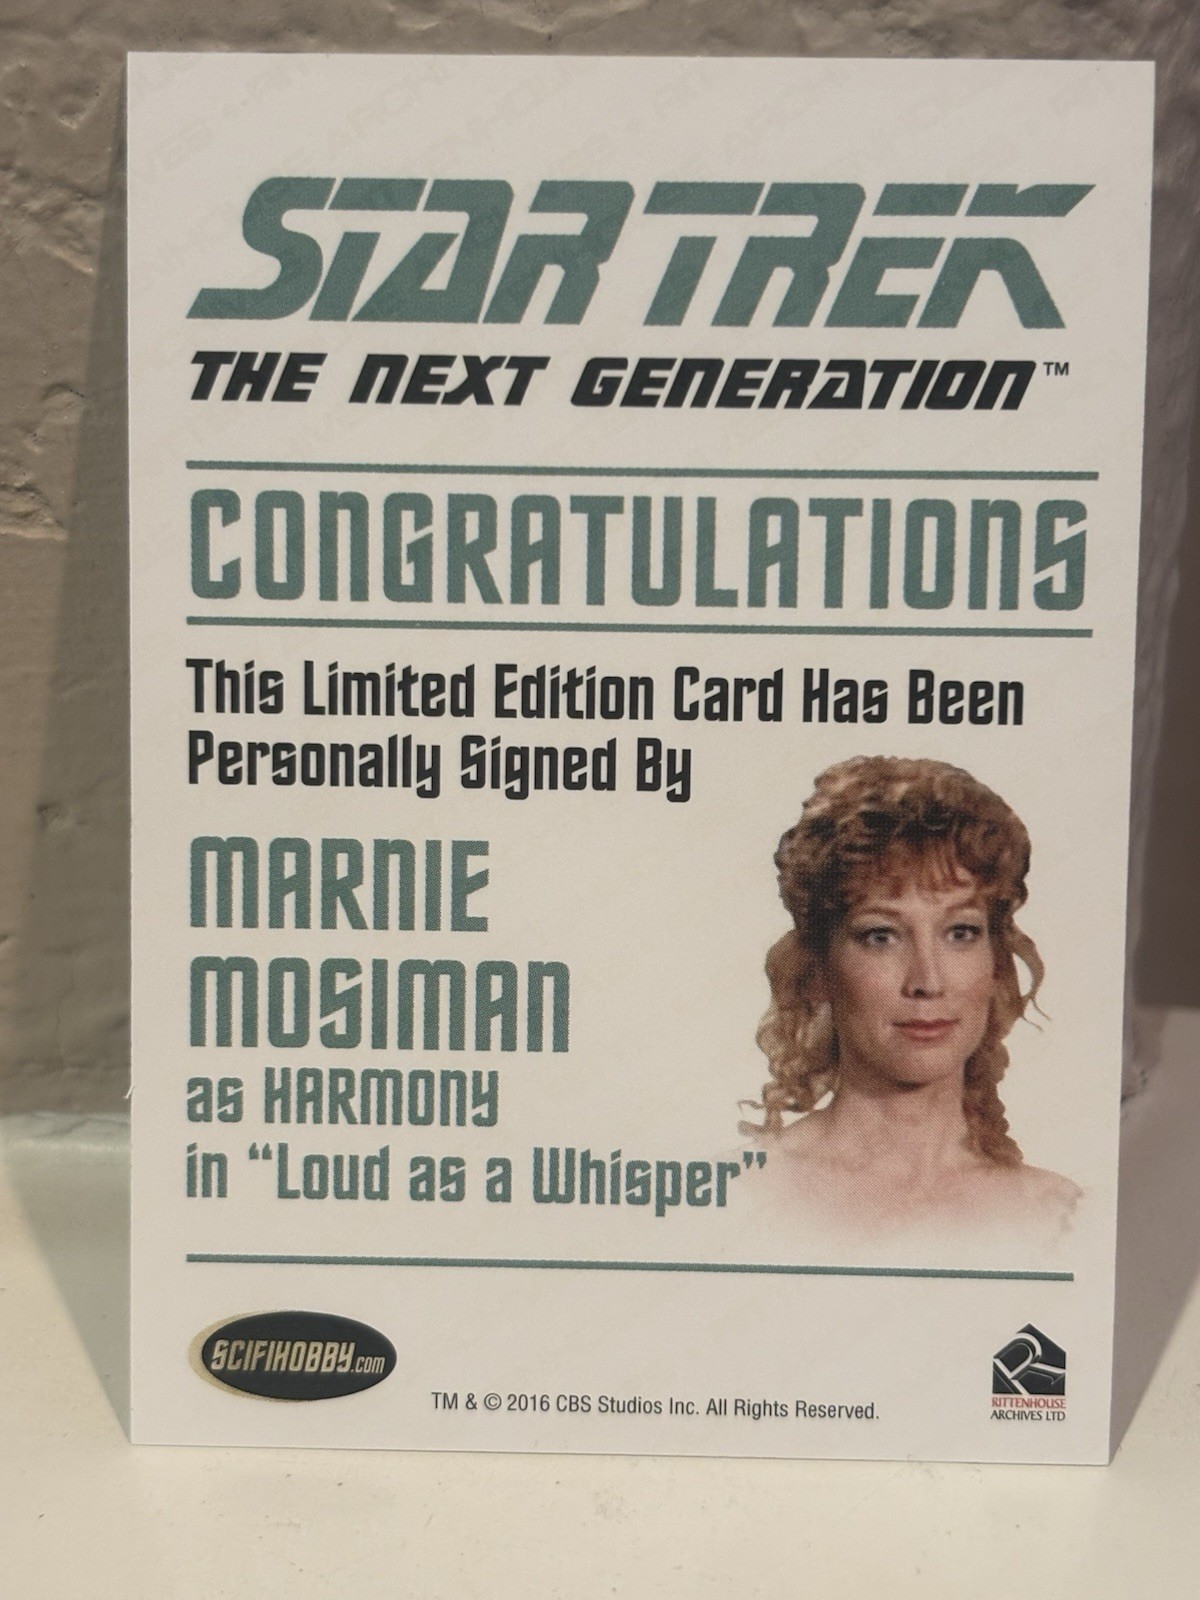 STAR TREK
THE NEXT GENERATION™
CONGRATULATIONS
This Limited Edition Card Has Been
Personally Signed By
MARNIE
MOSIMAN
as HARMONY
in “Loud as a Whisper”
SCIFIHOBBY.com
TM & © 2016 CBS Studios Inc. All Rights Reserved.
RITTENHOUSE
ARCHIVES LTD